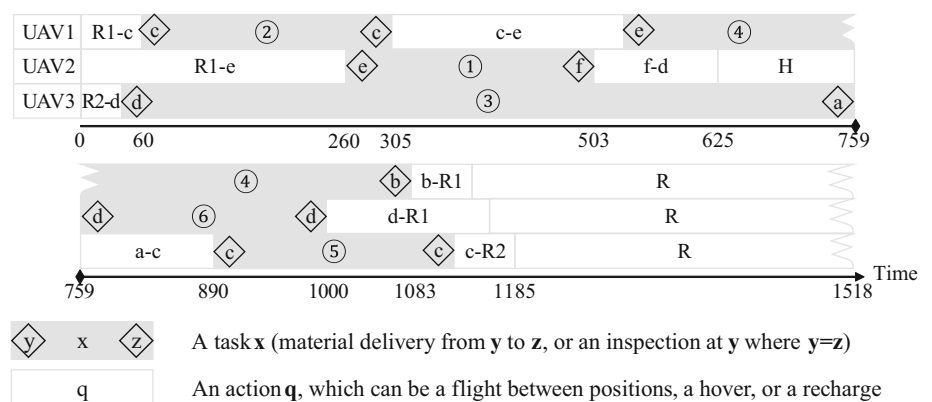 UAV1 R1-c c ② c c-e e ④
UAV2 R1-e e ① f f-d H
UAV3 R2-d d ③ a
0 60 260 305 503 625 759
④ b b-R1 R
d ⑥ d d-R1 R
a-c c ⑤ c c-R2 R
Time
759 890 1000 1083 1185 1518
y x z A task x (material delivery from y to z, or an inspection at y where y=z)
q An action q, which can be a flight between positions, a hover, or a recharge